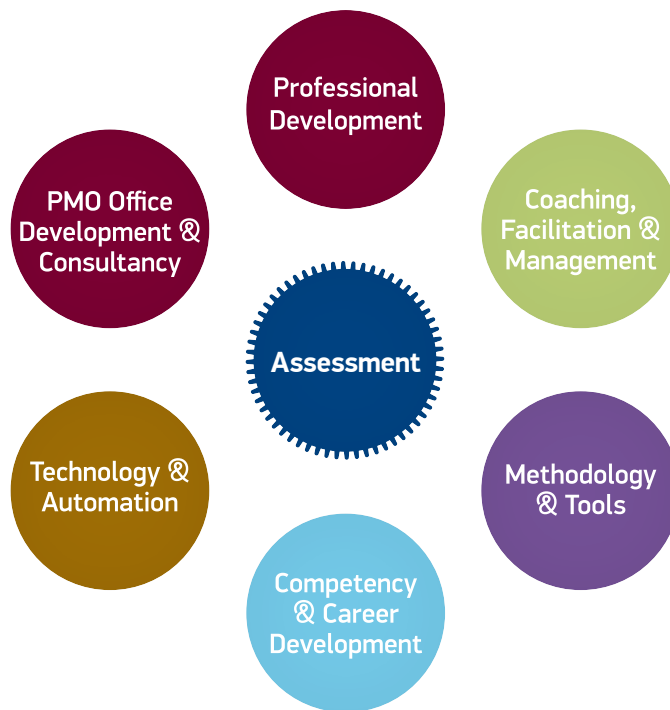 Professional
Development
PMO Office
Development &
Consultancy
Coaching,
Facilitation &
Management
Assessment
Technology &
Automation
Methodology
& Tools
Competency
& Career
Development